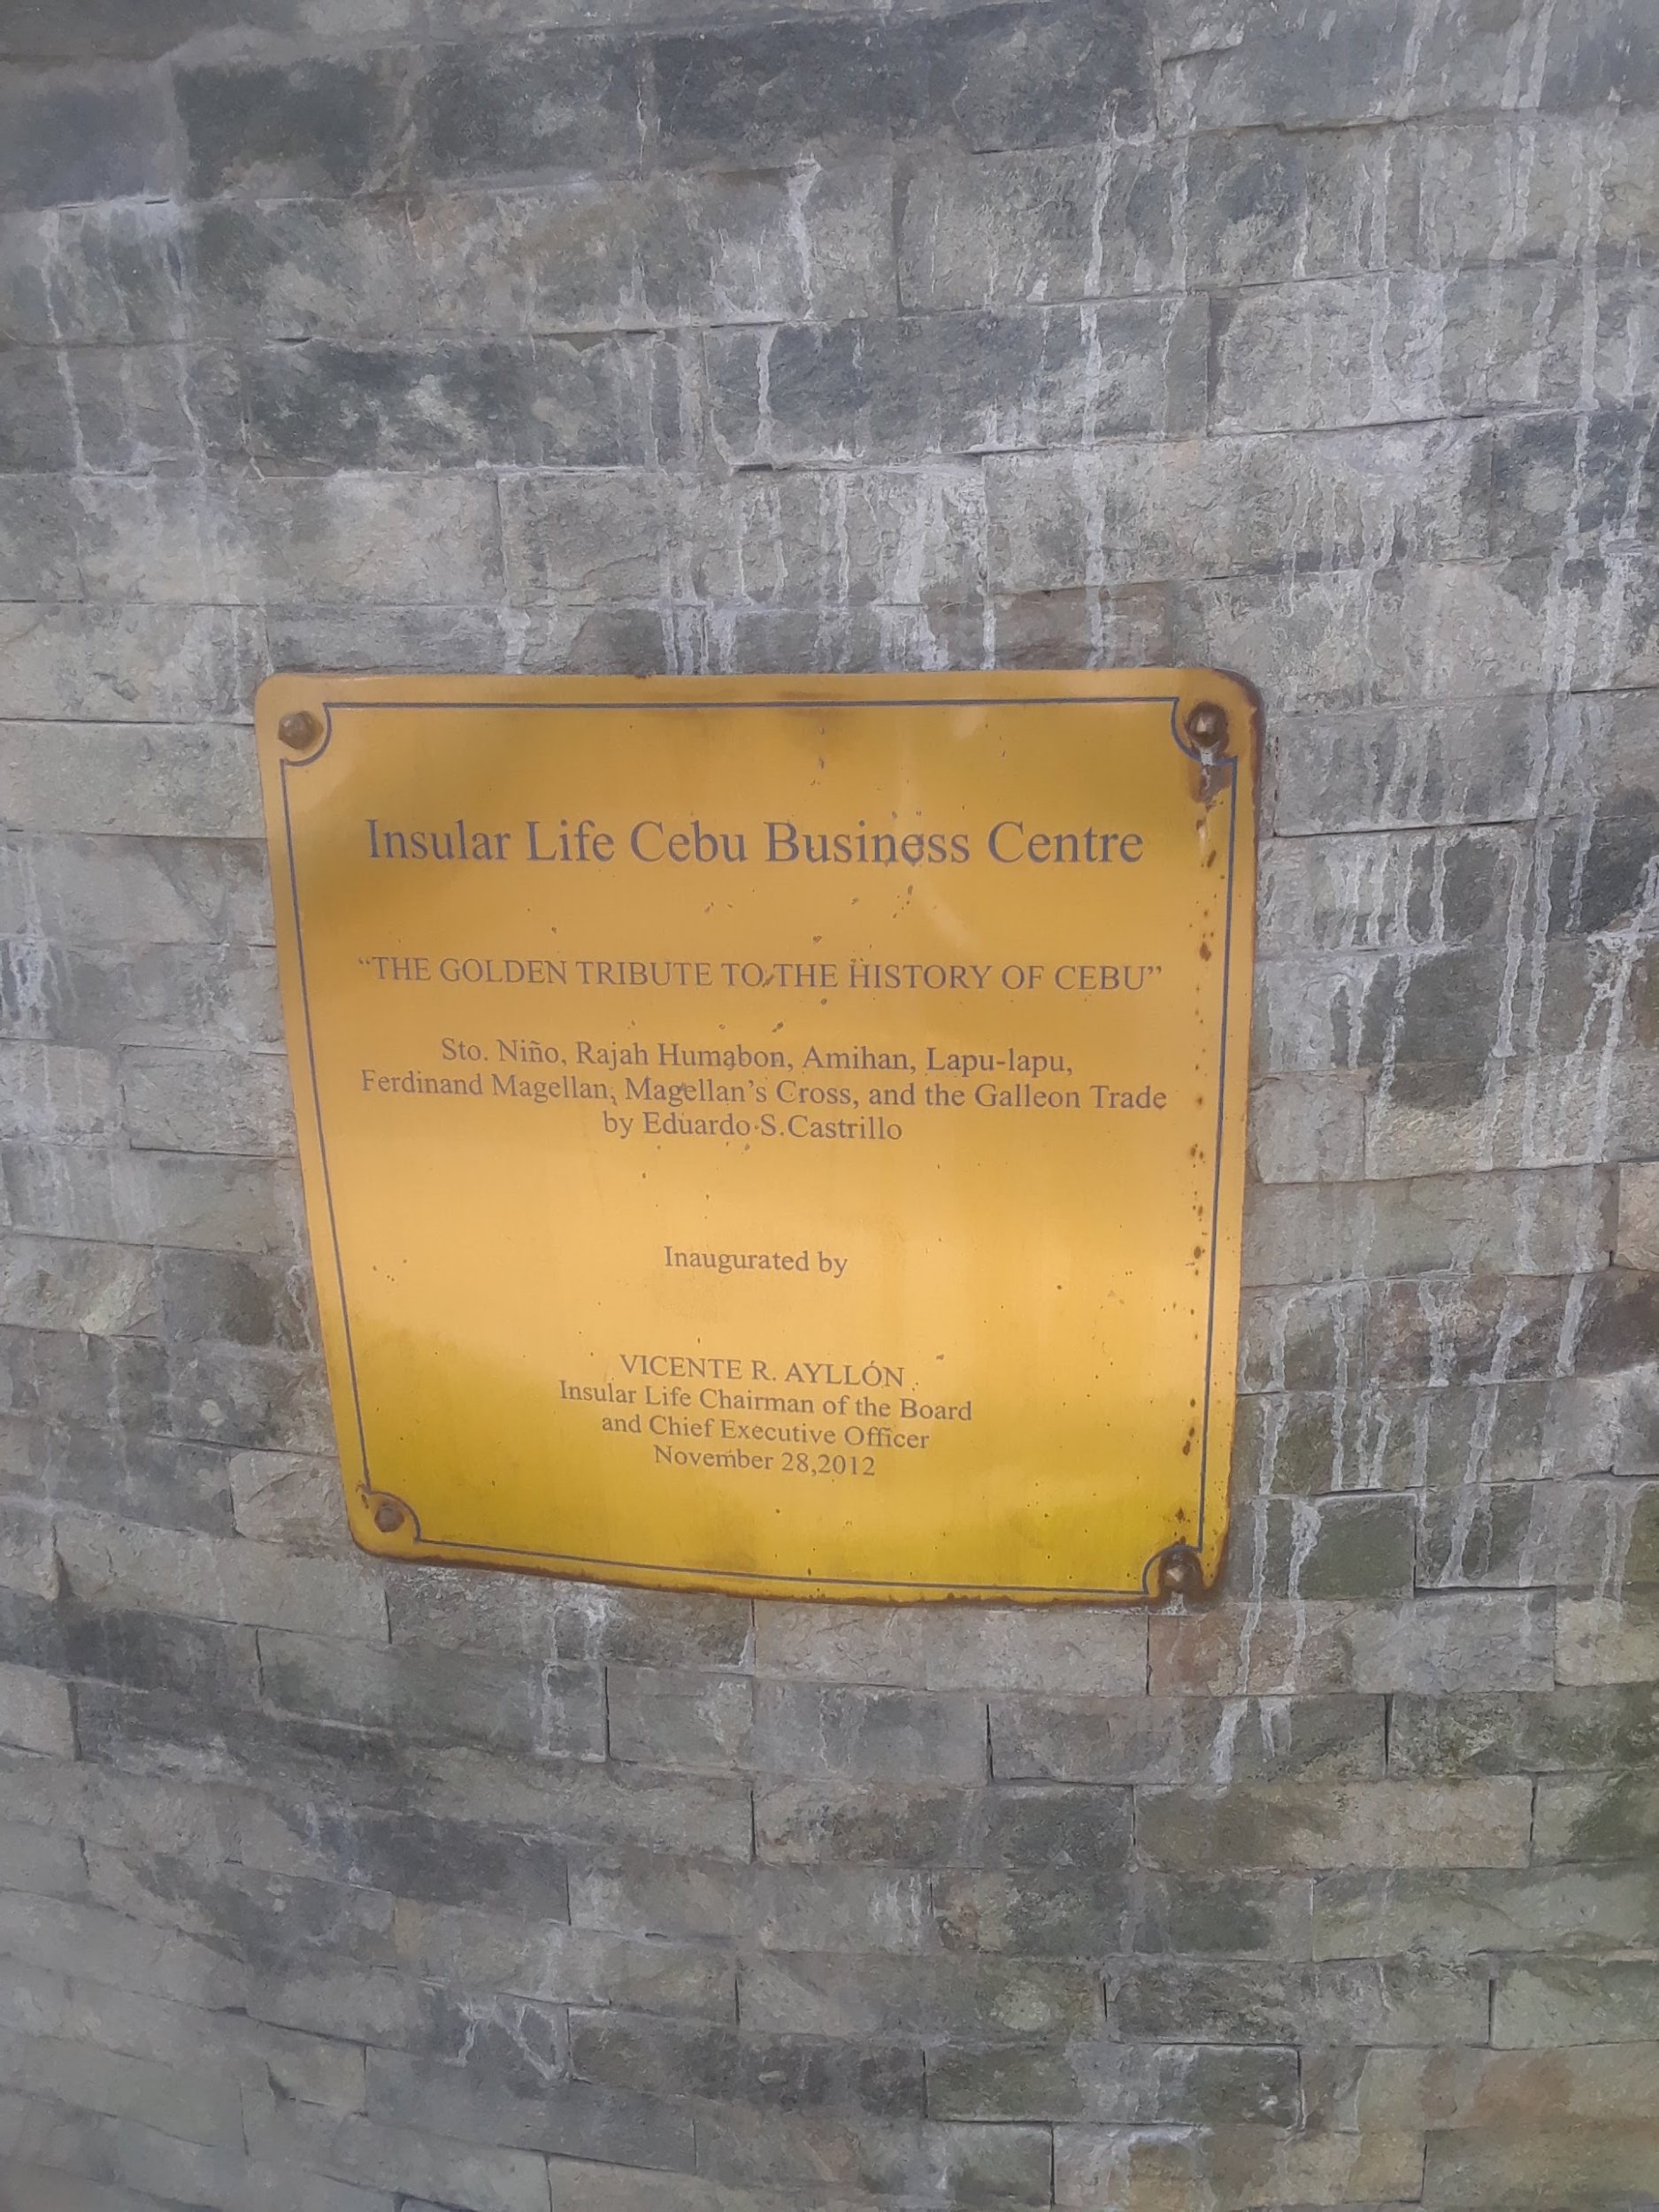 Insular Life Cebu Business Centre
“THE GOLDEN TRIBUTE TO THE HISTORY OF CEBU”
Sto. Niño, Rajah Humabon, Amihan, Lapu-lapu,
Ferdinand Magellan, Magellan’s Cross, and the Galleon Trade
by Eduardo S.Castrillo
Inaugurated by
VICENTE R. AYLLÓN
Insular Life Chairman of the Board
and Chief Executive Officer
November 28,2012